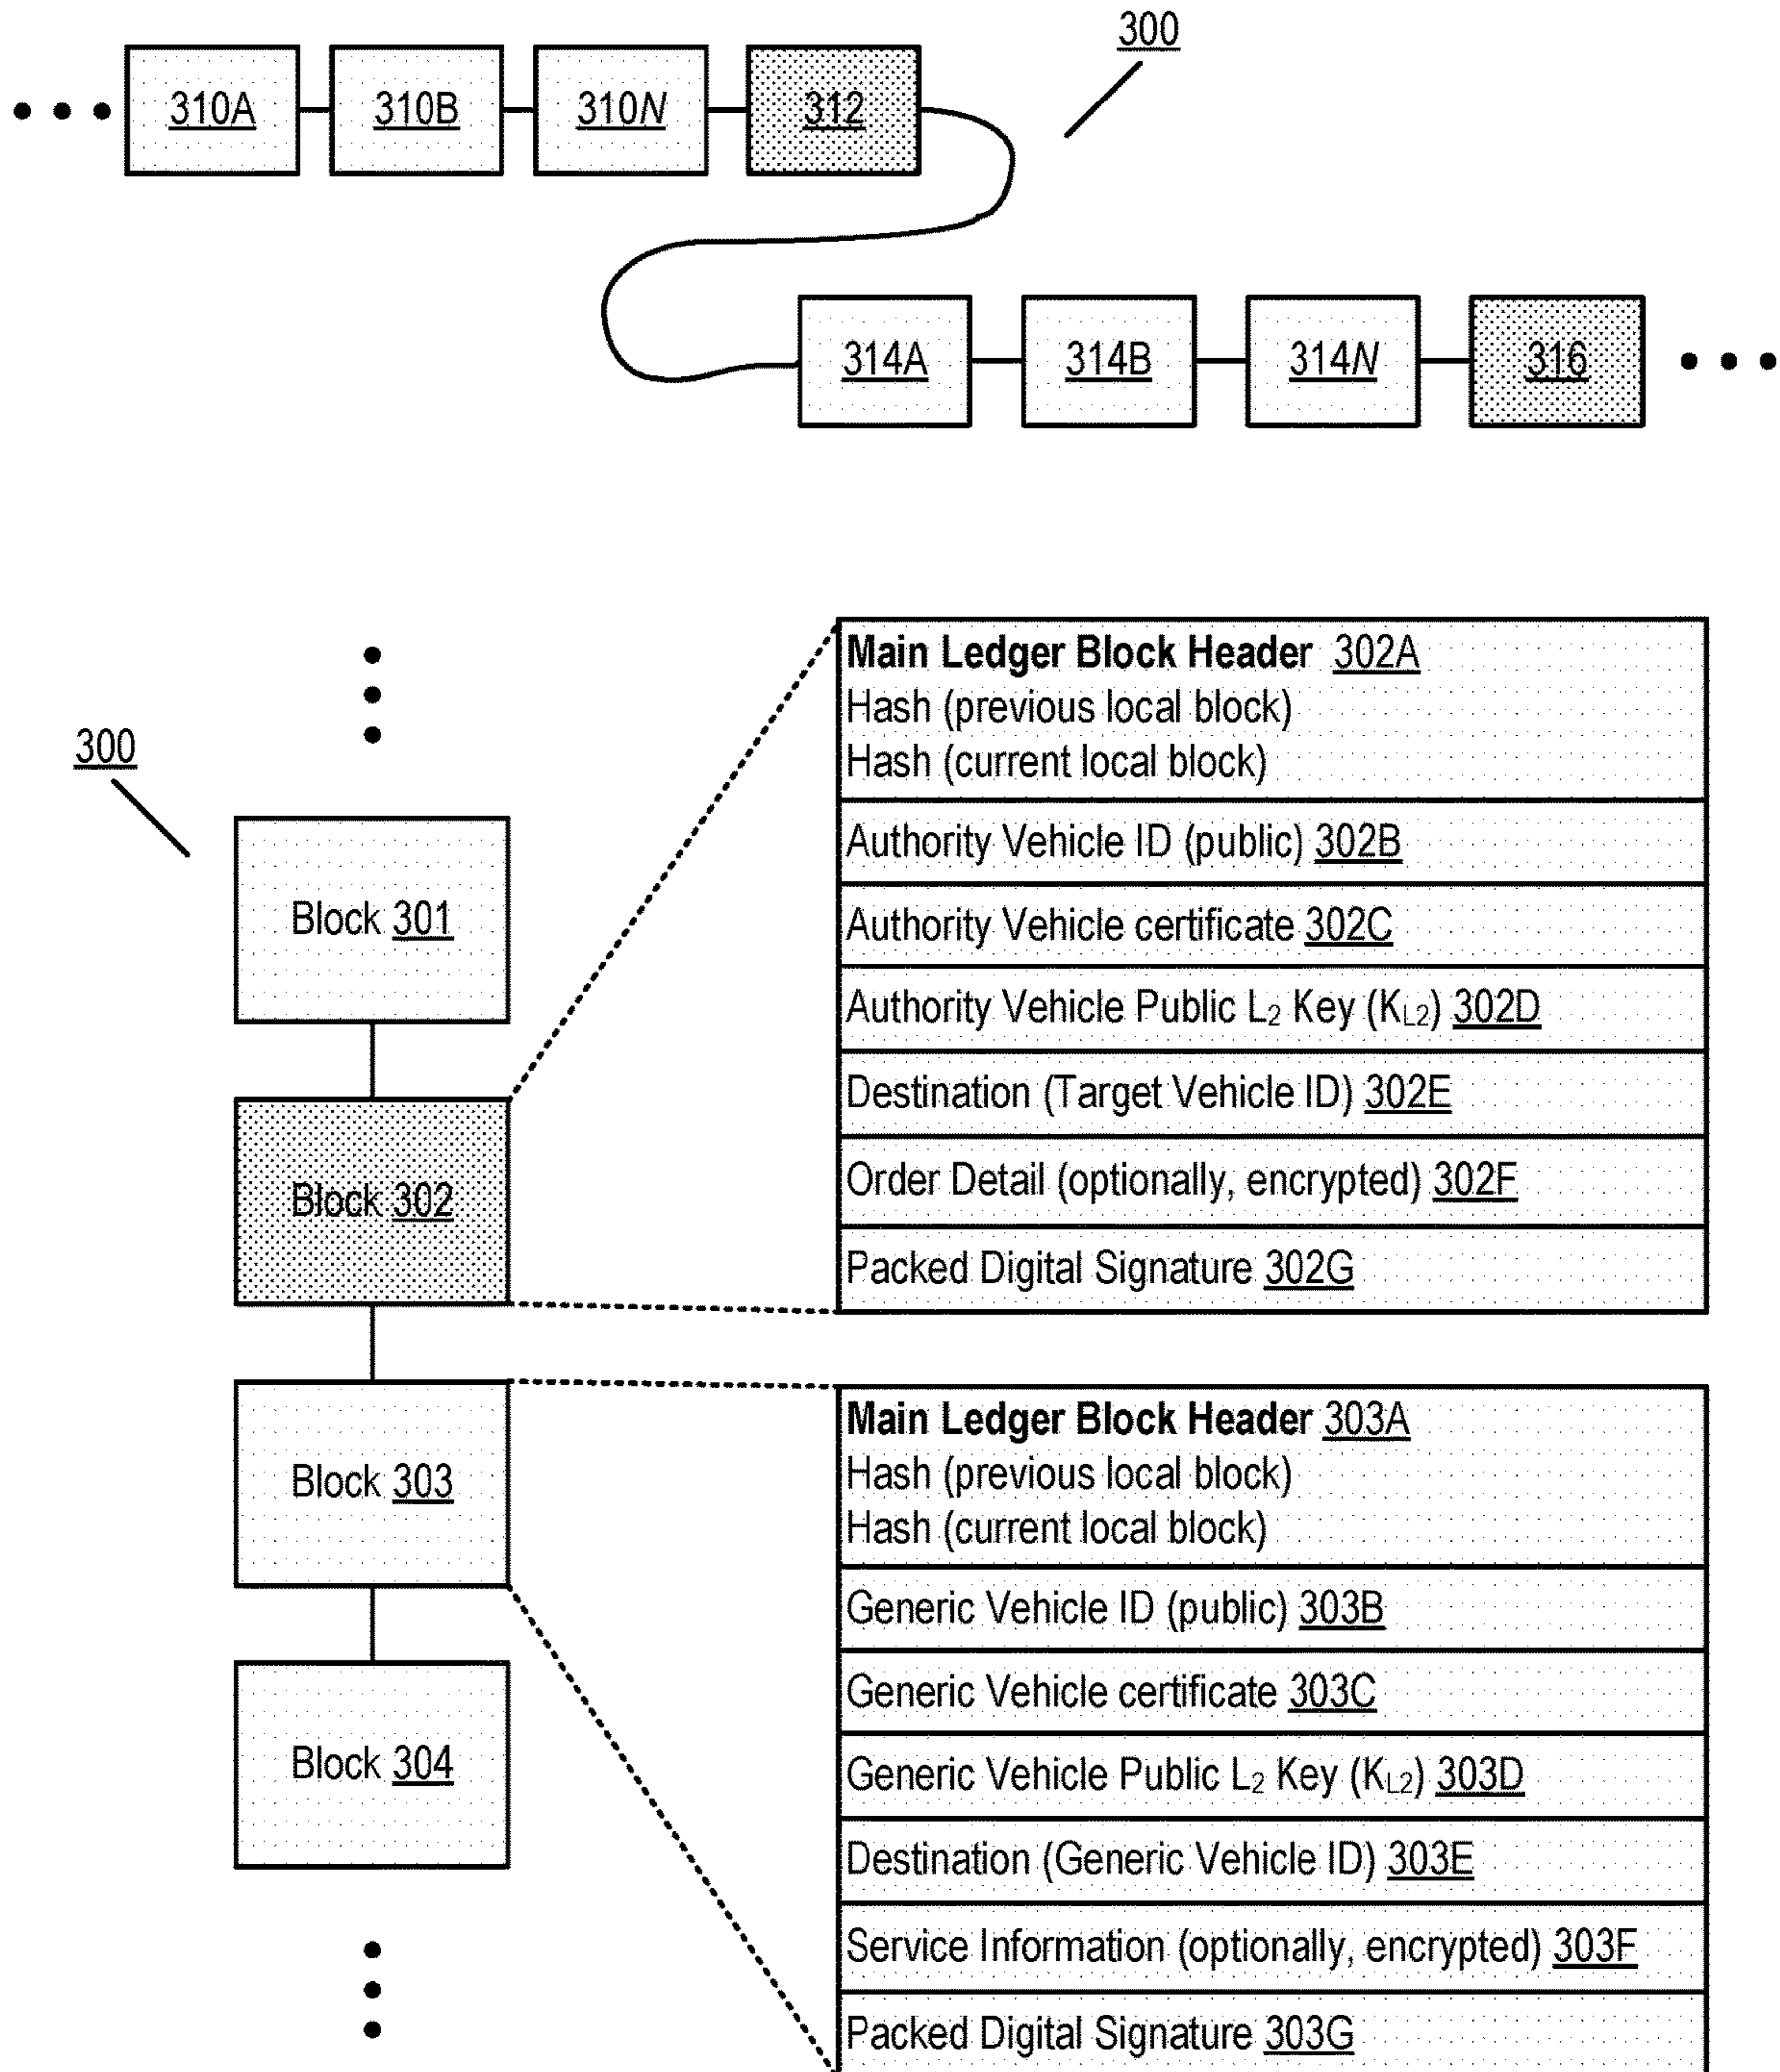 300
310A 310B 310N 312
314A 314B 314N 316
300
Block 301
Block 302
Block 303
Block 304
Main Ledger Block Header 302A
Hash (previous local block)
Hash (current local block)
Authority Vehicle ID (public) 302B
Authority Vehicle certificate 302C
Authority Vehicle Public L₂ Key (K_L2) 302D
Destination (Target Vehicle ID) 302E
Order Detail (optionally, encrypted) 302F
Packed Digital Signature 302G
Main Ledger Block Header 303A
Hash (previous local block)
Hash (current local block)
Generic Vehicle ID (public) 303B
Generic Vehicle certificate 303C
Generic Vehicle Public L₂ Key (K_L2) 303D
Destination (Generic Vehicle ID) 303E
Service Information (optionally, encrypted) 303F
Packed Digital Signature 303G